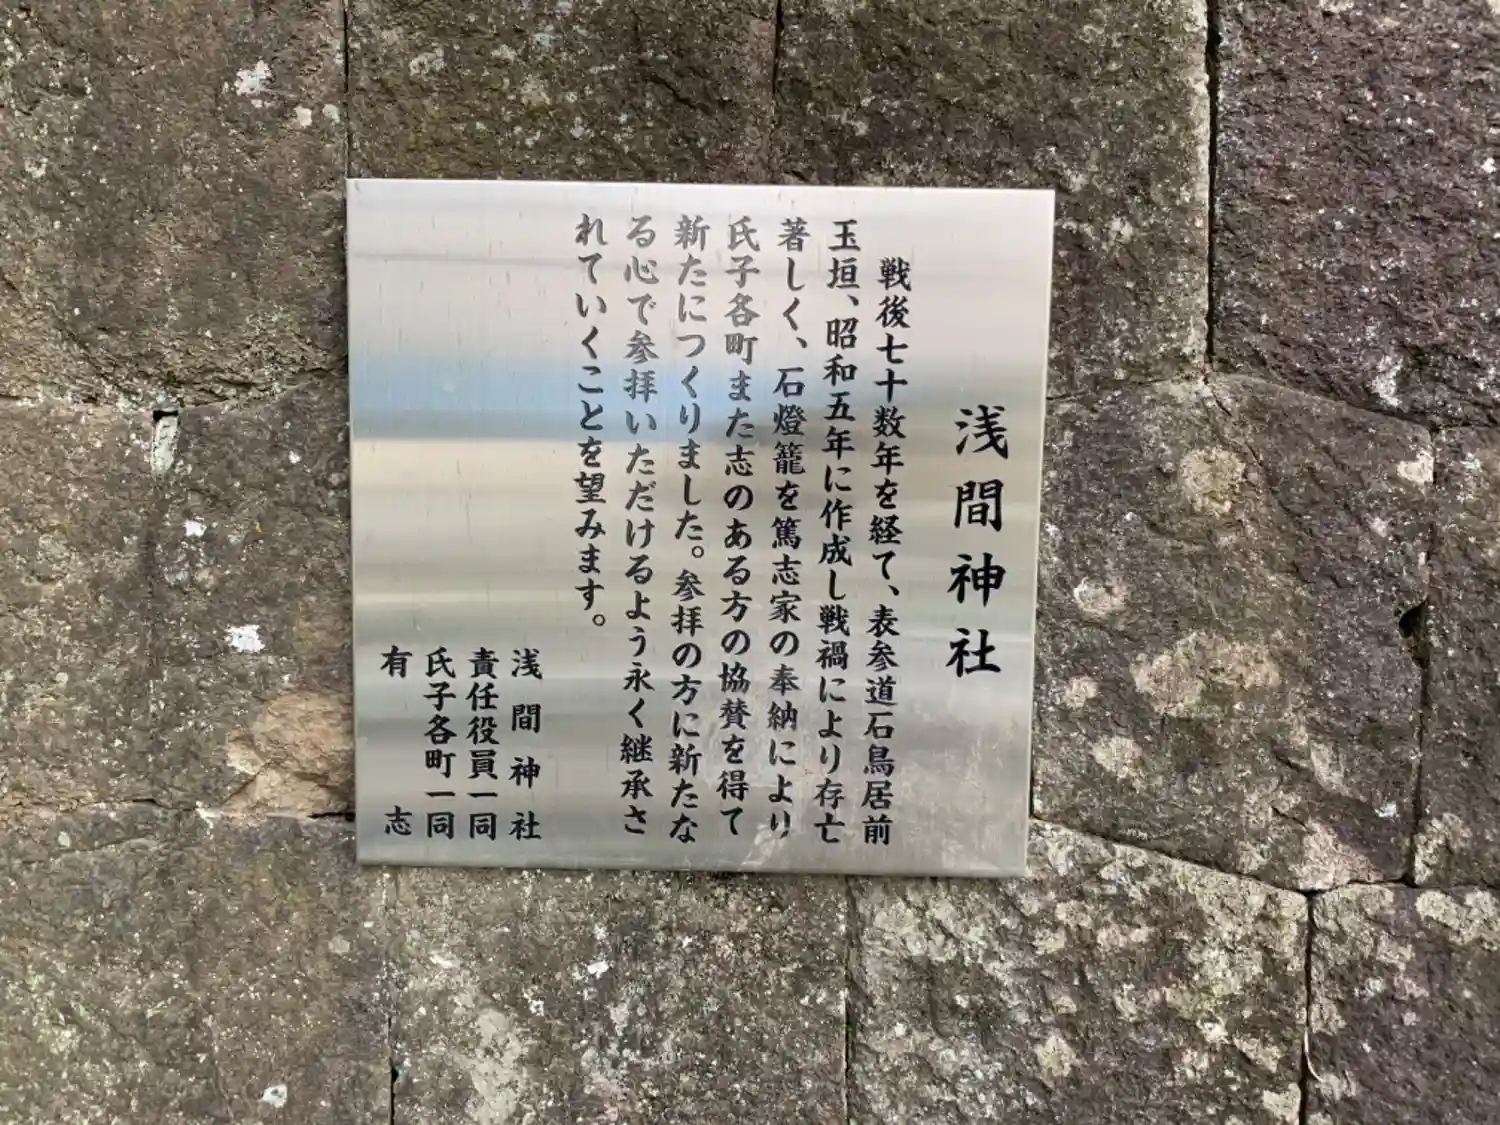 浅間神社
戦後七十数年を経て、表参道石鳥居前
玉垣、昭和五年に作成し戦禍により存亡
著しく、石燈籠を篤志家の奉納により
氏子各町また志のある方の協賛を得て
新たにつくりました。参拝の方に新たな
る心で参拝いただけるよう永く継承さ
れていくことを望みます。
浅間神社
責任役員一同
氏子各町一同
有志